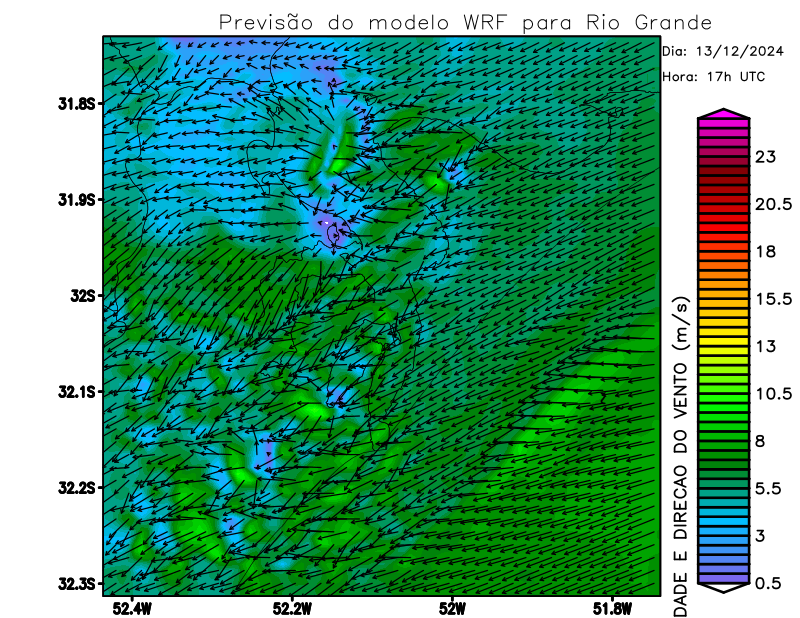 Previsão do modelo WRF para Rio Grande
Dia: 13/12/2024
Hora: 17h UTC
31.8S
31.9S
32S
32.1S
32.2S
32.3S
52.4W
52.2W
52W
51.8W
23
20.5
18
15.5
13
10.5
8
5.5
3
0.5
DADE E DIRECAO DO VENTO (m/s)